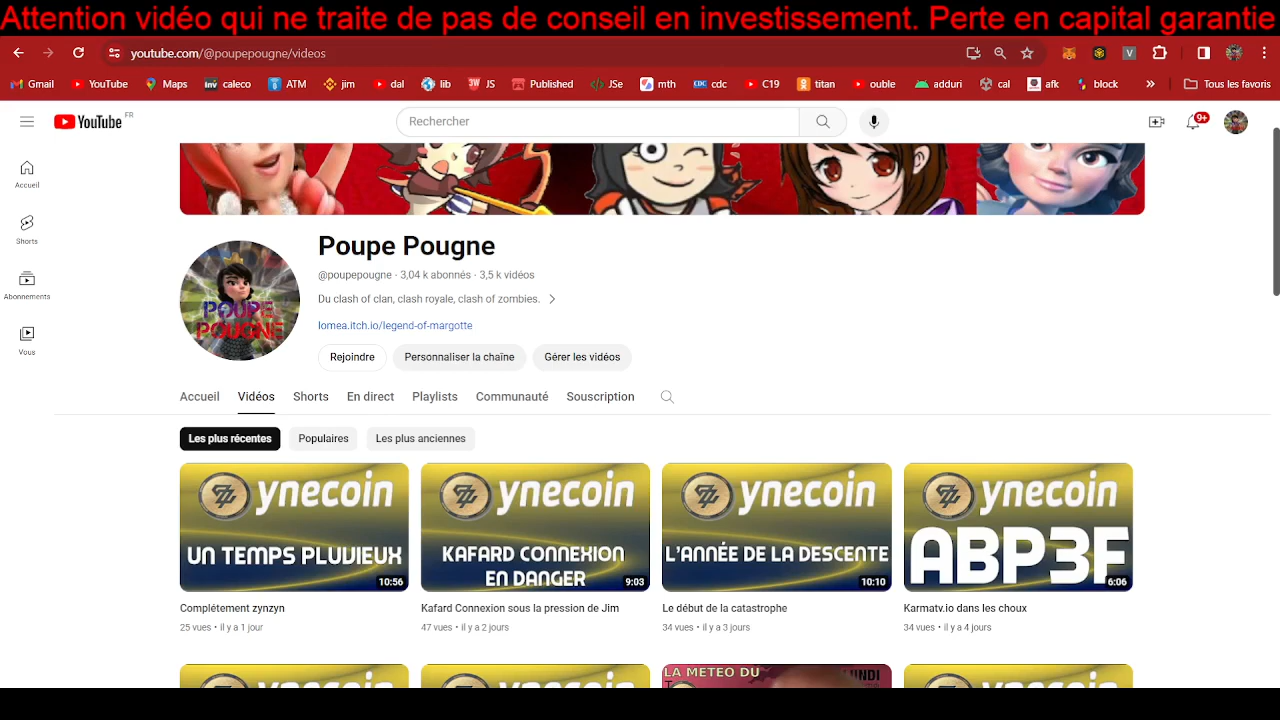 Attention vidéo qui ne traite de pas de conseil en investissement. Perte en capital garantie
youtube.com/@poupepougne/videos
Gmail YouTube Maps caleco ATM jim dal lib JS Published JSe mth cdc C19 titan ouble adduri cal afk block » Tous les favoris
YouTube FR
Rechercher
9+
Accueil
Shorts
Abonnements
Vous
POUPE
POUGNE
Poupe Pougne
@poupepougne · 3,04 k abonnés · 3,5 k vidéos
Du clash of clan, clash royale, clash of zombies.
lomea.itch.io/legend-of-margotte
Rejoindre Personnaliser la chaîne Gérer les vidéos
Accueil Vidéos Shorts En direct Playlists Communauté Souscription
Les plus récentes Populaires Les plus anciennes
ynecoin ynecoin ynecoin ynecoin
UN TEMPS PLUVIEUX
10:56
KAFARD CONNEXION
EN DANGER
9:03
L'ANNÉE DE LA DESCENTE
10:10
ABP3F
6:06
Complétement zynzyn
25 vues • il y a 1 jour
Kafard Connexion sous la pression de Jim
47 vues • il y a 2 jours
Le début de la catastrophe
34 vues • il y a 3 jours
Karmatv.io dans les choux
34 vues • il y a 4 jours
LA METEO DU